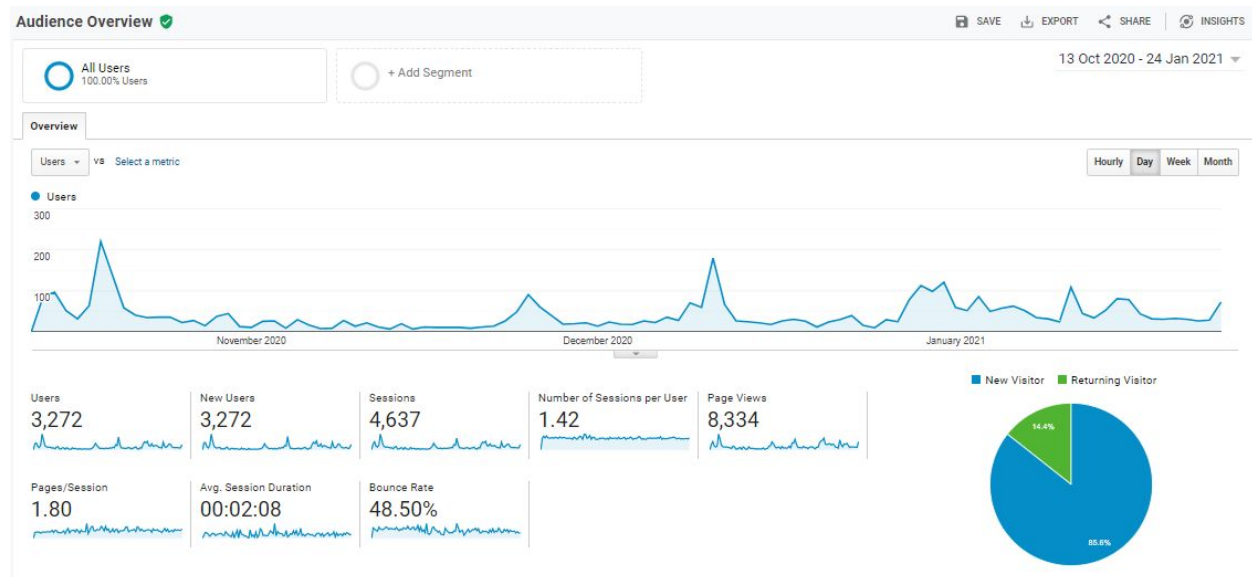 Audience Overview
SAVE EXPORT SHARE INSIGHTS
All Users
100.00% Users
+ Add Segment
13 Oct 2020 - 24 Jan 2021
Overview
Users VS Select a metric
Hourly Day Week Month
Users
300
200
100
November 2020 December 2020 January 2021
New Visitor Returning Visitor
Users New Users Sessions Number of Sessions per User Page Views
3,272 3,272 4,637 1.42 8,334
Pages/Session Avg. Session Duration Bounce Rate
1.80 00:02:08 48.50%
14.4%
85.6%